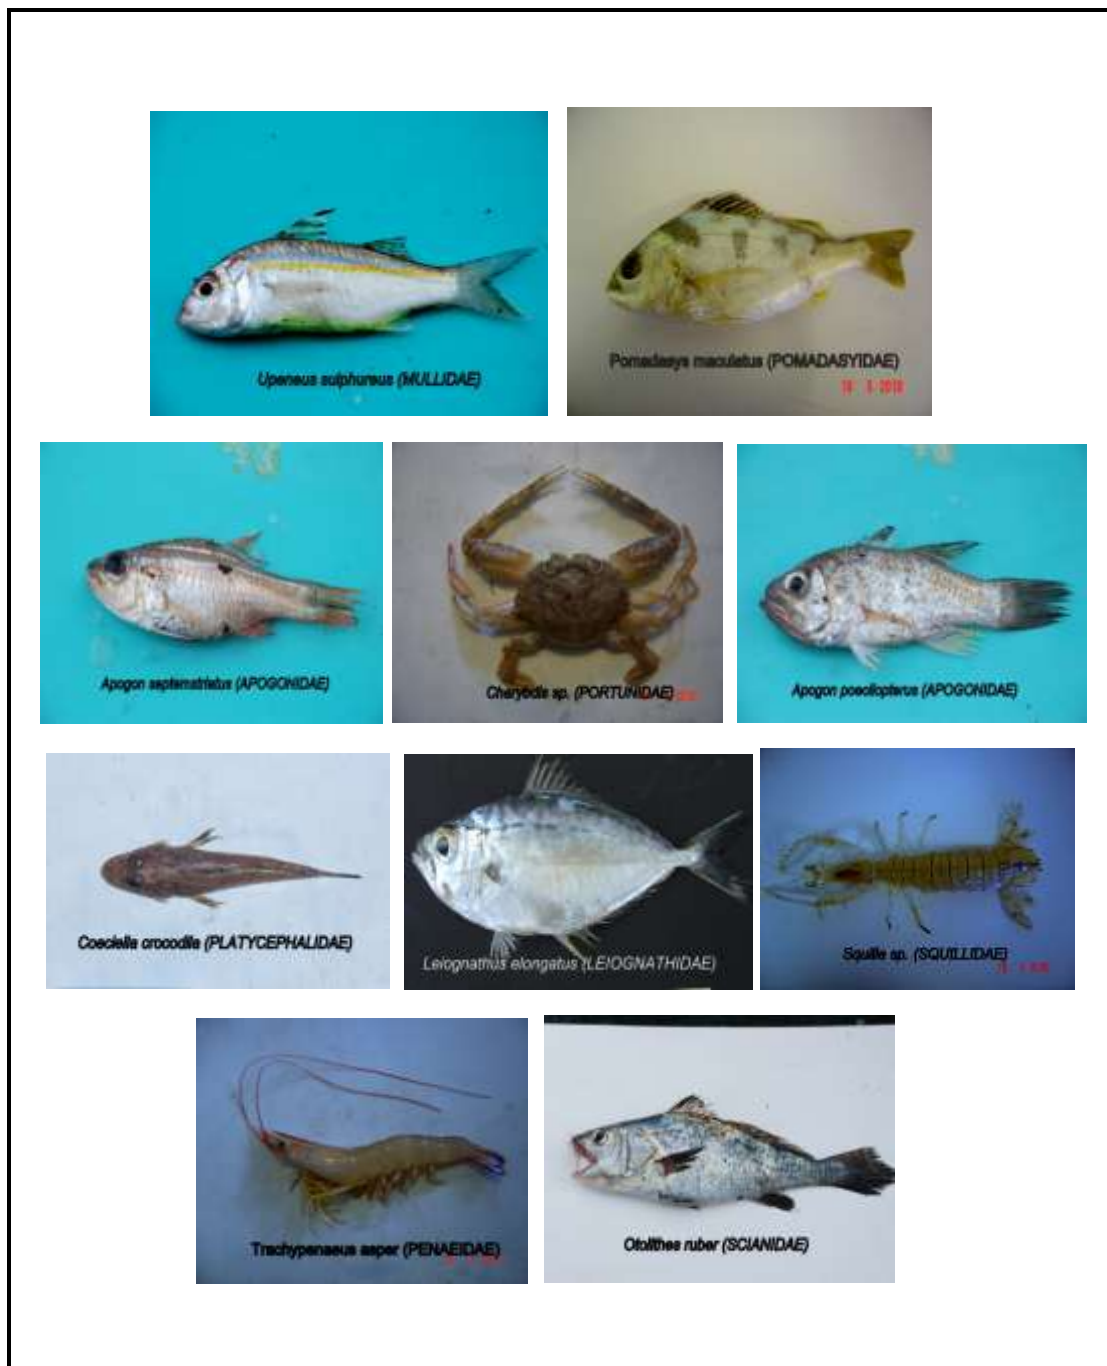 Upeneus sulphureus (MULLIDAE)
Pomadasys maculatus (POMADASYIDAE)
Apogon septemstriatus (APOGONIDAE)
Charybdis sp. (PORTUNIDAE)
Apogon poecilopterus (APOGONIDAE)
Cociella crocodila (PLATYCEPHALIDAE)
Leiognathus elongatus (LEIOGNATHIDAE)
Squilla sp. (SQUILLIDAE)
Trachypenaeus asper (PENAEIDAE)
Otolithes ruber (SCIANIDAE)